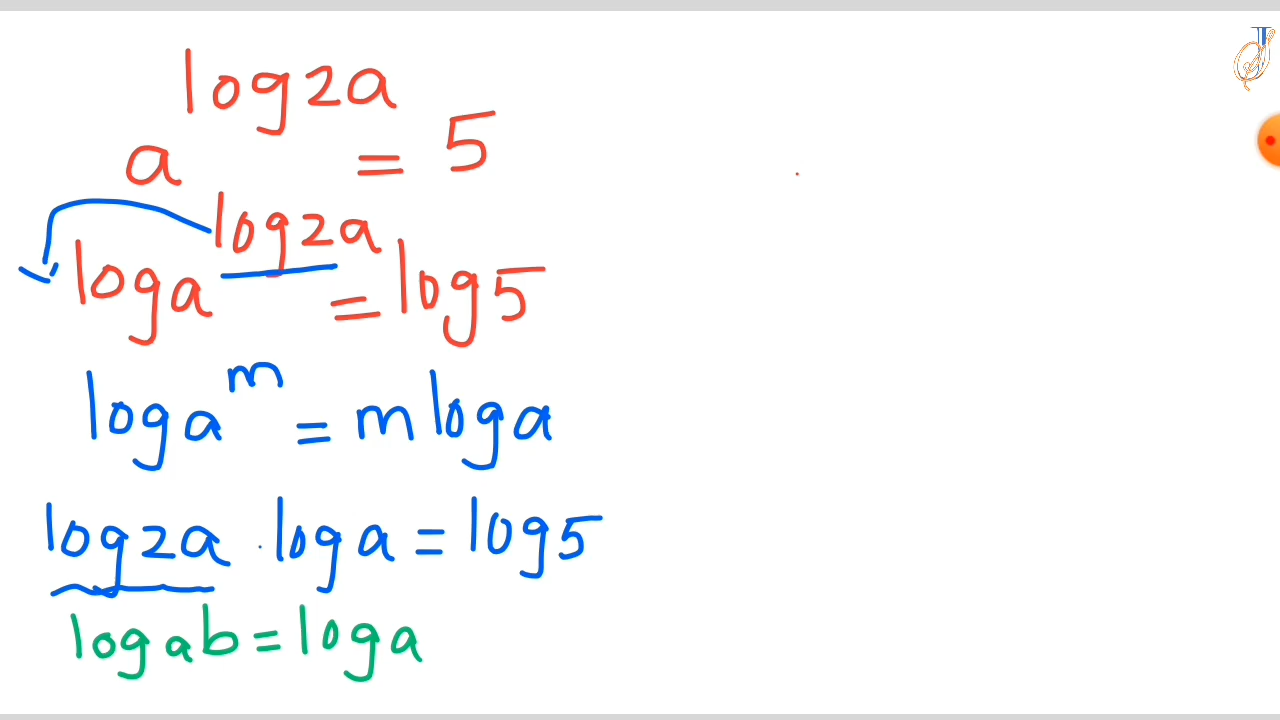 a^log2a = 5
loga^log2a = log5
loga^m = mloga
log2a · loga = log5
logab = loga